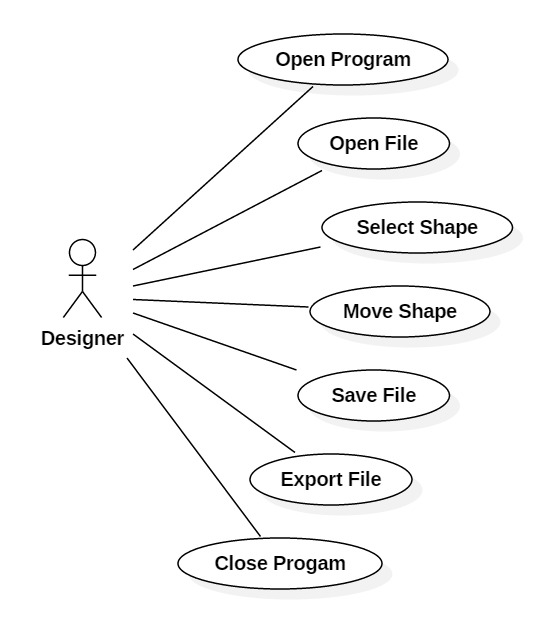 Open Program
Open File
Select Shape
Move Shape
Designer
Save File
Export File
Close Progam